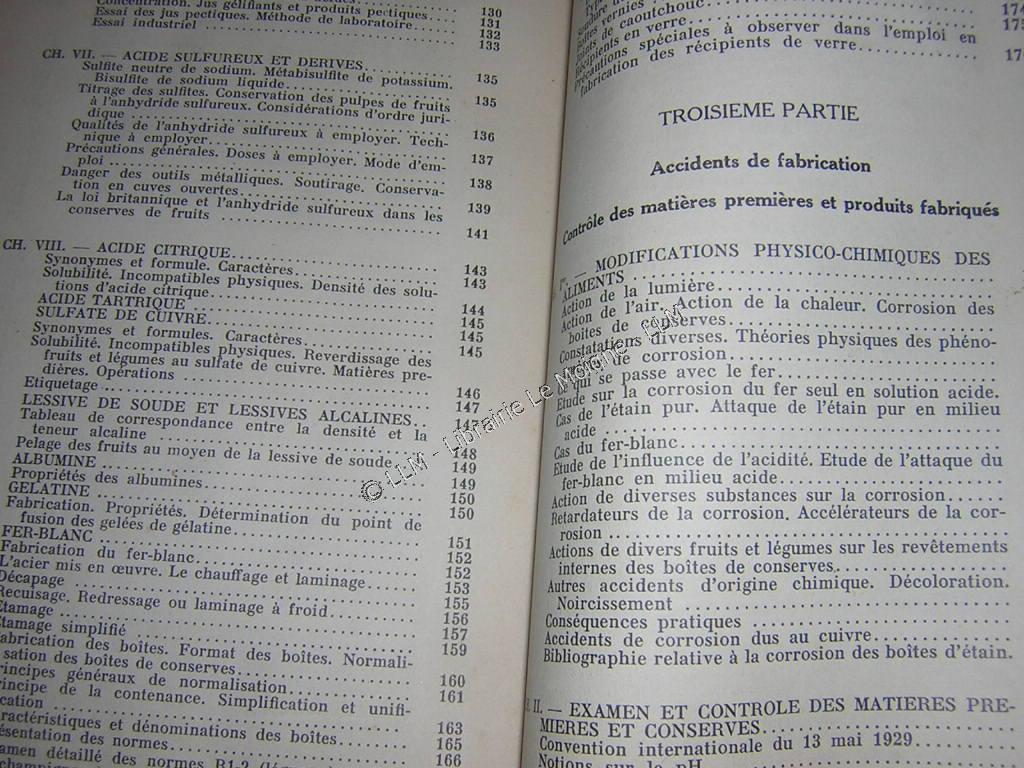 Concentration. Jus gélifiants et produits pectiques...... 130
Essai des jus pectiques. Méthode de laboratoire.... 131
Essai industriel .................... 132
133
CH. VII. — ACIDE SULFUREUX ET DERIVES.
Sulfite neutre de sodium. Métabisulfite de potassium. 135
Bisulfite de sodium liquide....................
Titrage des sulfites. Conservation des pulpes de fruits 135
à l'anhydride sulfureux. Considérations d'ordre juri-
dique ....................
Qualités de l'anhydride sulfureux à employer. Tech- 136
nique à employer....................
Précautions générales. Doses à employer. Mode d'em- 137
ploi ....................
Danger des outils métalliques. Soutirage. Conserva- 138
tion en cuves ouvertes....................
La loi britannique et l'anhydride sulfureux dans les 139
conserves de fruits .................... 141
CH. VIII. — ACIDE CITRIQUE....................
Synonymes et formule. Caractères.................... 143
Solubilité. Incompatibles physiques. Densité des solu- 143
tions d'acide citrique....................
ACIDE TARTRIQUE .................... 144
SULFATE DE CUIVRE.................... 145
Synonymes et formules. Caractères.................... 145
Solubilité. Incompatibles physiques. Reverdissage des 145
fruits et légumes au sulfate de cuivre. Matières pre-
dières. Opérations ....................
Etiquetage .................... 146
LESSIVE DE SOUDE ET LESSIVES ALCALINES.. 147
Tableau de correspondance entre la densité et la 147
teneur alcaline ....................
Pelage des fruits au moyen de la lessive de soude.... 148
ALBUMINE .................... 149
Propriétés des albumines.................... 149
GELATINE .................... 150
Fabrication. Propriétés. Détermination du point de 150
fusion des gelées de gélatine....................
FER-BLANC .................... 151
Fabrication du fer-blanc.................... 152
L'acier mis en œuvre. Le chauffage et laminage.... 152
Décapage .................... 153
Recuisage. Redressage ou laminage à froid.... 155
Etamage .................... 156
Etamage simplifié .................... 157
Fabrication des boîtes. Format des boîtes. Normali- 159
sation des boîtes de conserves....................
Principes généraux de normalisation.................... 160
Principe de la contenance. Simplification et unifi- 161
cation ....................
Caractéristiques et dénominations des boîtes.... 163
Présentation des normes.................... 165
Examen détaillé des normes R1-2 166
caoutchouc
récipients en verre
Précautions spéciales à observer dans l'emploi en
fabrication des récipients de verre....................
TROISIEME PARTIE
Accidents de fabrication
Contrôle des matières premières et produits fabriqués
— MODIFICATIONS PHYSICO-CHIMIQUES DES
ALIMENTS ....................
Action de la lumière....................
Action de l'air. Action de la chaleur. Corrosion des
boîtes de conserves....................
Constatations diverses. Théories physiques des phéno-
de corrosion....................
Ce qui se passe avec le fer....................
Etude sur la corrosion du fer seul en solution acide.
Cas de l'étain pur. Attaque de l'étain pur en milieu
acide ....................
Cas du fer-blanc....................
Etude de l'influence de l'acidité. Etude de l'attaque du
fer-blanc en milieu acide....................
Action de diverses substances sur la corrosion......
Retardateurs de la corrosion. Accélérateurs de la cor-
rosion ....................
Actions de divers fruits et légumes sur les revêtements
internes des boîtes de conserves....................
Autres accidents d'origine chimique. Décoloration.
Noircissement ....................
Conséquences pratiques ....................
Accidents de corrosion dus au cuivre....................
Bibliographie relative à la corrosion des boîtes d'étain.
II. — EXAMEN ET CONTROLE DES MATIERES PRE-
MIERES ET CONSERVES....................
Convention internationale du 13 mai 1929....................
Notions sur le pH
© LLM - Librairie Le Moigne - LLM